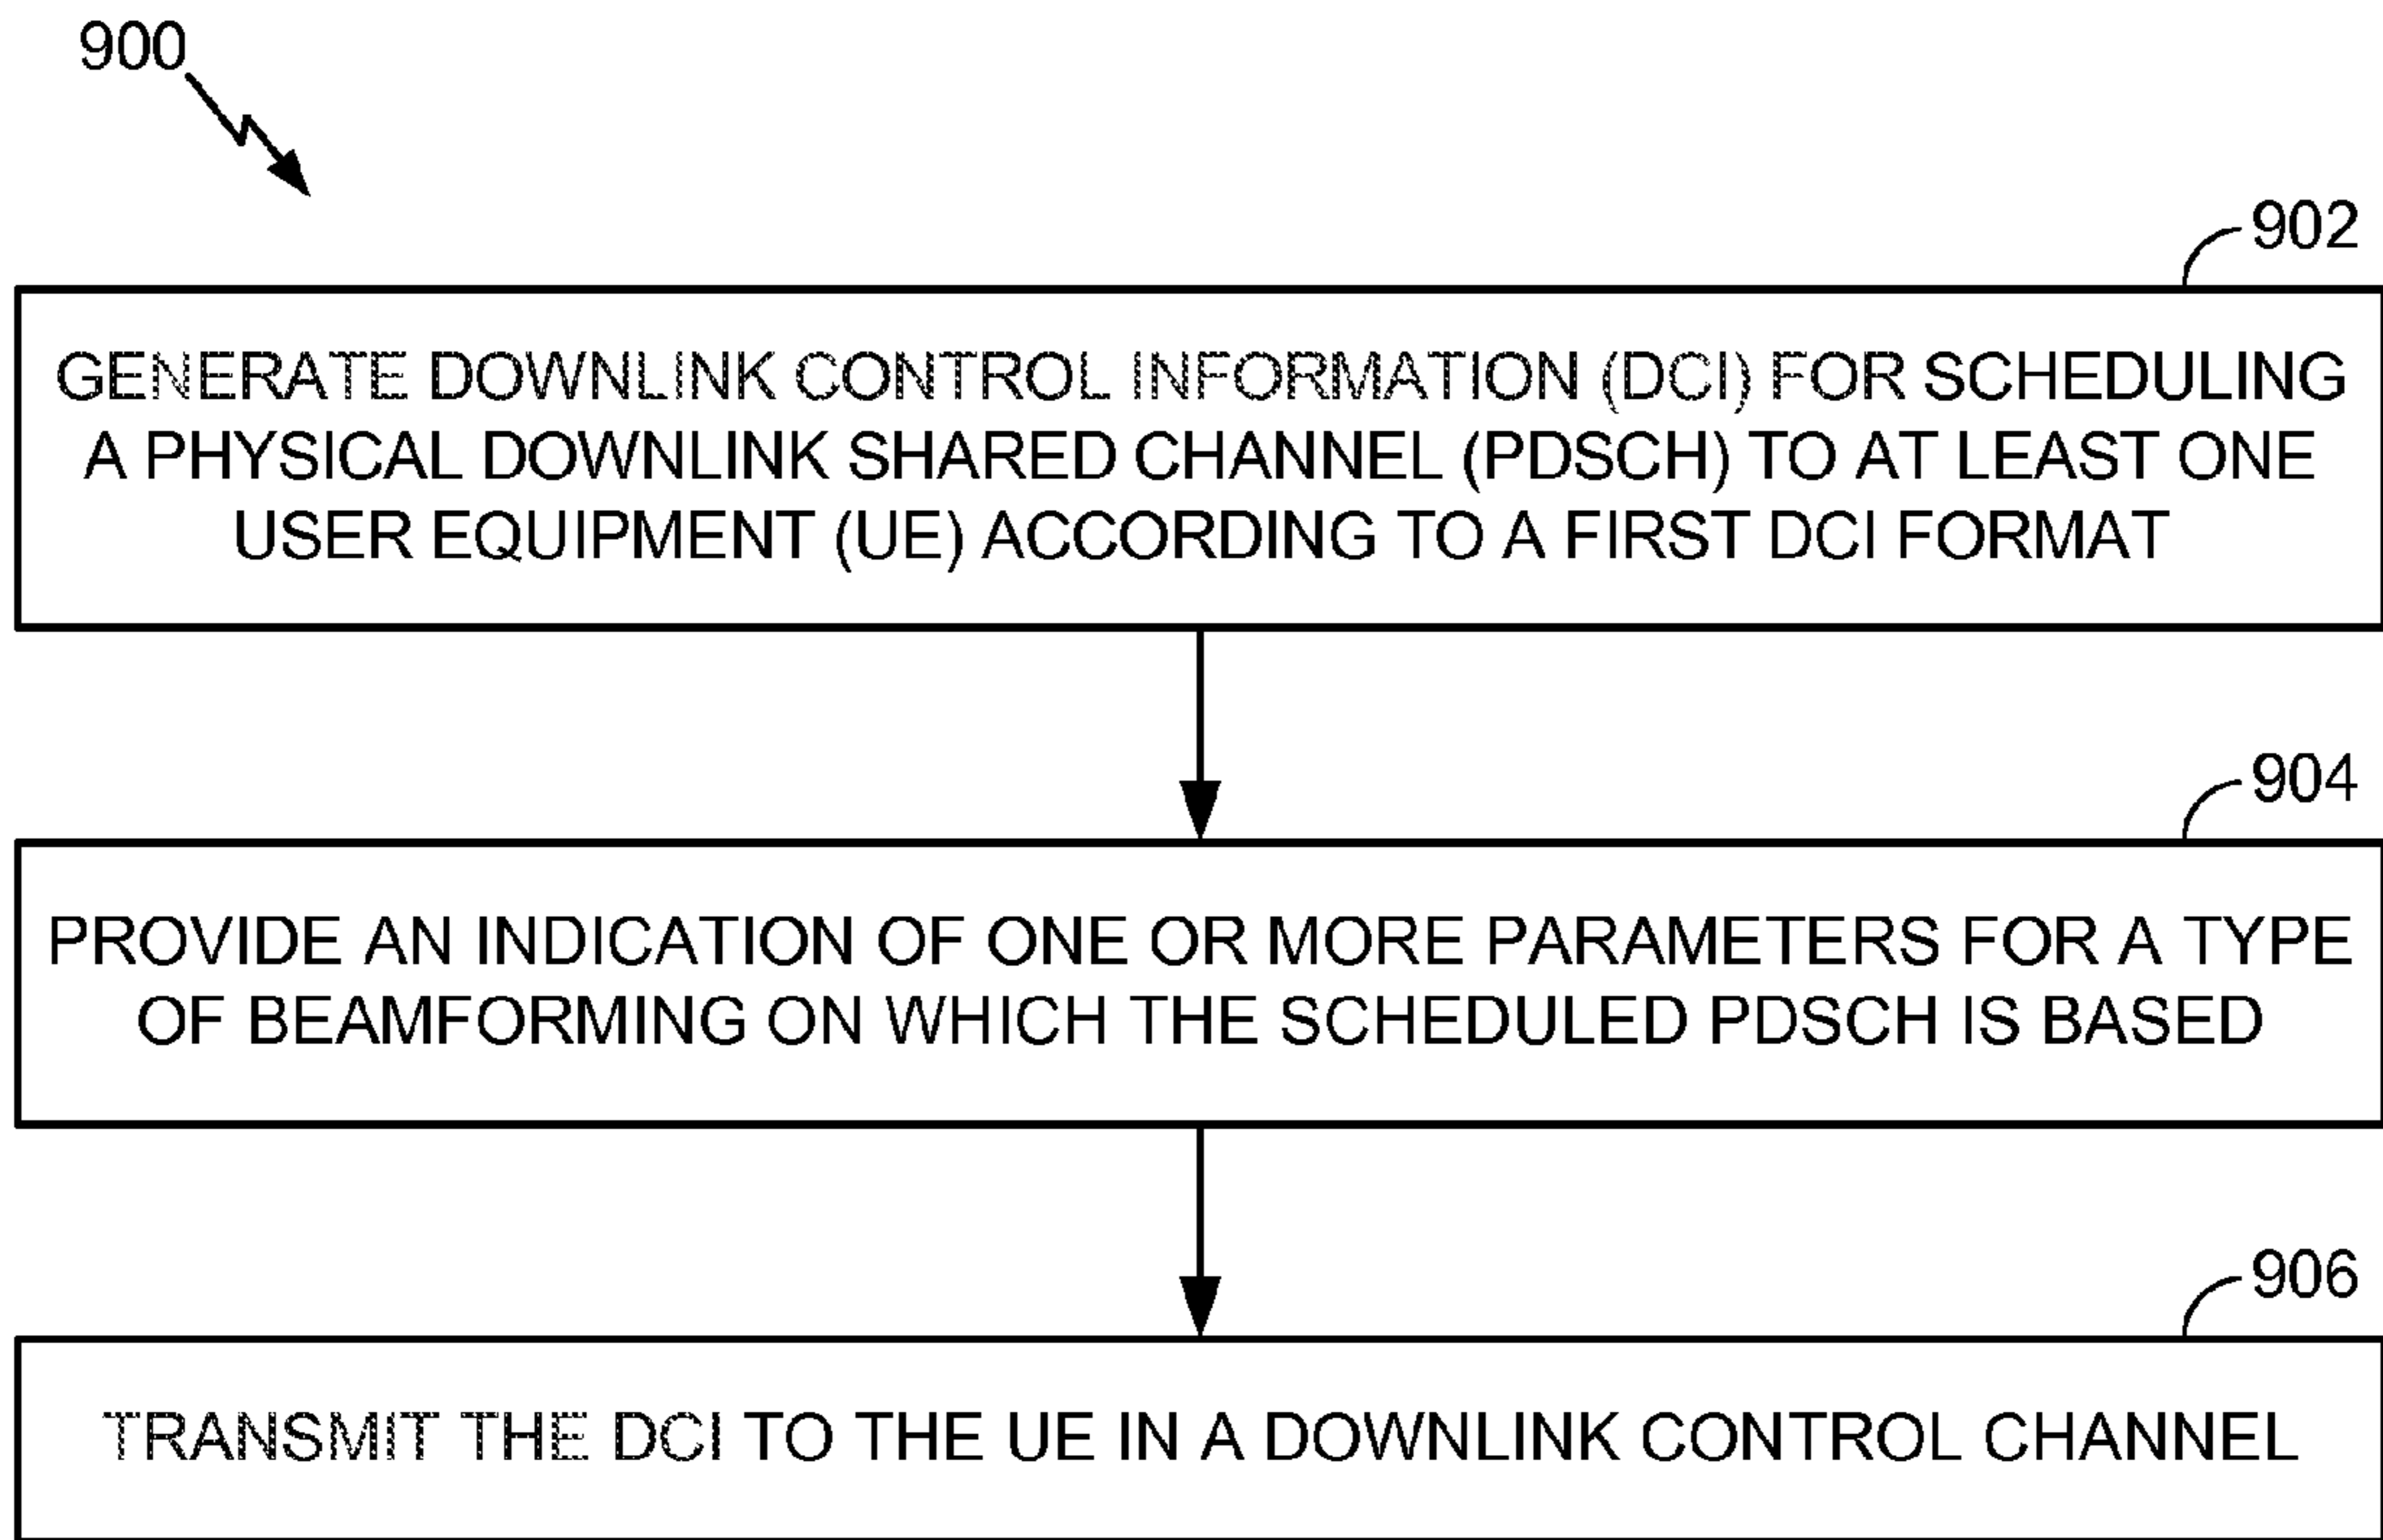 900
902
GENERATE DOWNLINK CONTROL INFORMATION (DCI) FOR SCHEDULING
A PHYSICAL DOWNLINK SHARED CHANNEL (PDSCH) TO AT LEAST ONE
USER EQUIPMENT (UE) ACCORDING TO A FIRST DCI FORMAT
904
PROVIDE AN INDICATION OF ONE OR MORE PARAMETERS FOR A TYPE
OF BEAMFORMING ON WHICH THE SCHEDULED PDSCH IS BASED
906
TRANSMIT THE DCI TO THE UE IN A DOWNLINK CONTROL CHANNEL